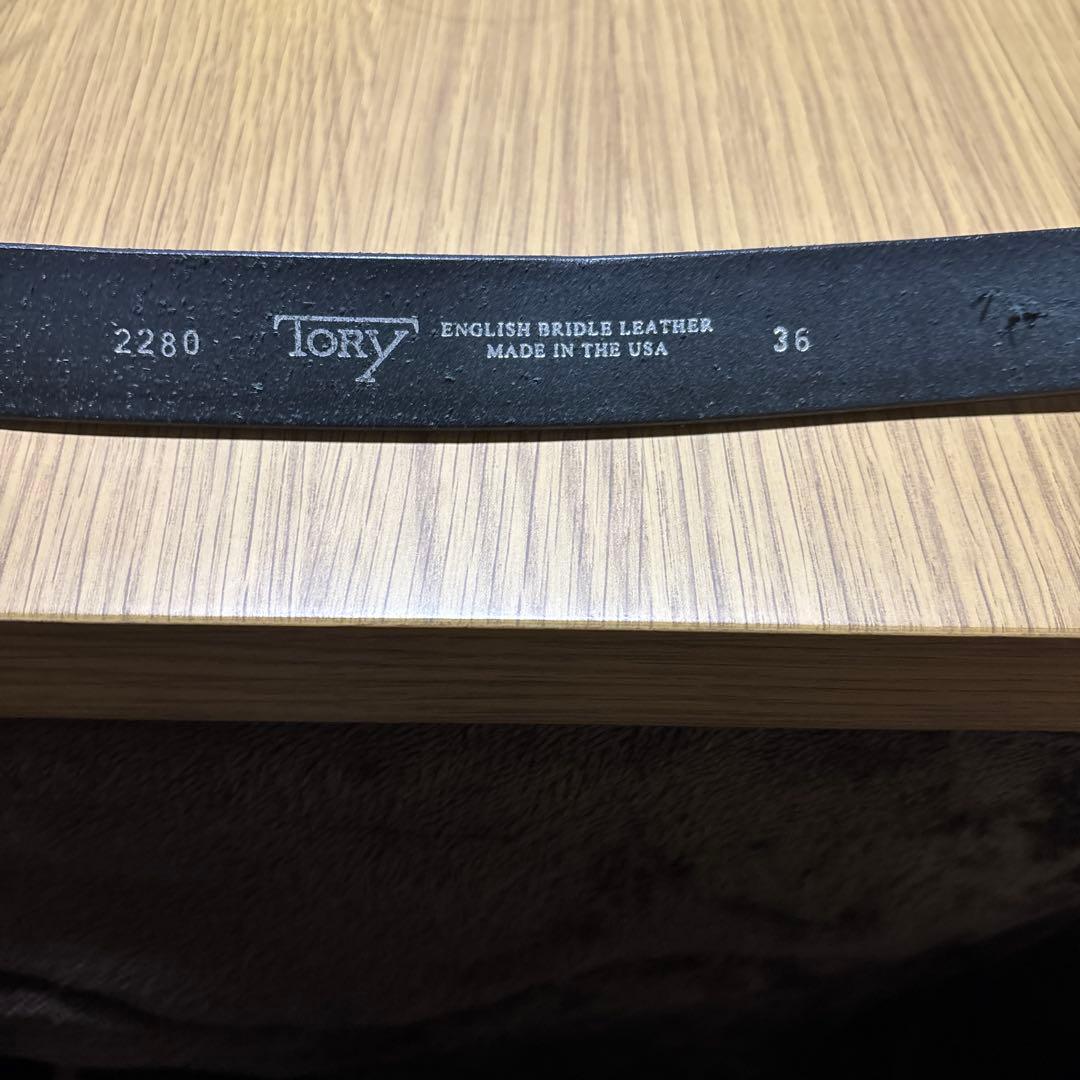 2280
TORY
ENGLISH BRIDLE LEATHER
MADE IN THE USA
36